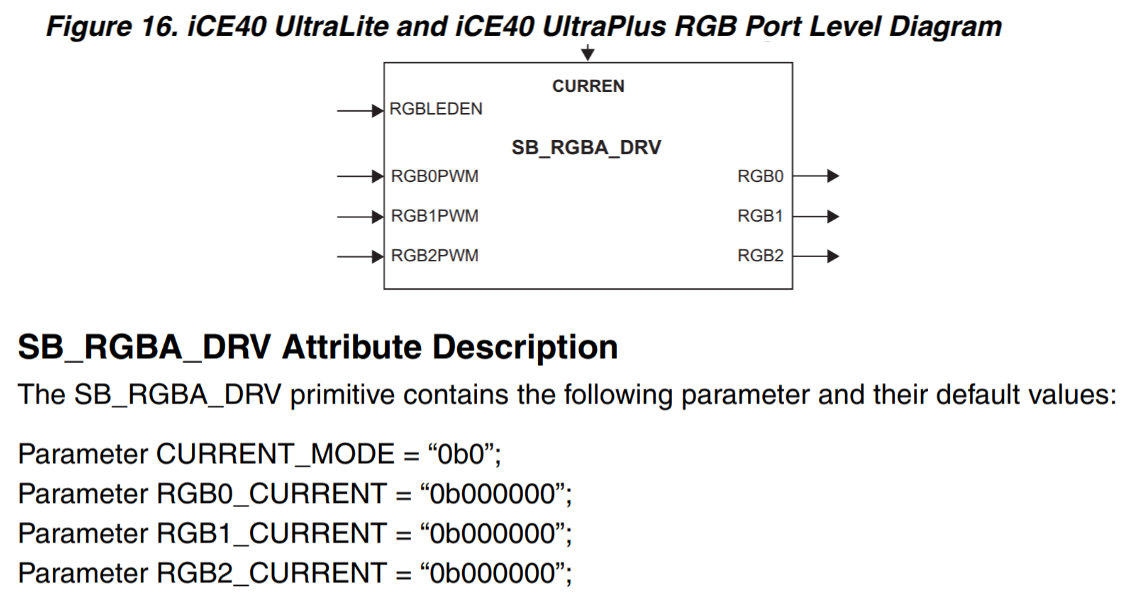 Figure 16. iCE40 UltraLite and iCE40 UltraPlus RGB Port Level Diagram
CURREN
RGBLEDEN
SB_RGBA_DRV
RGB0PWM
RGB0
RGB1PWM
RGB1
RGB2PWM
RGB2
SB_RGBA_DRV Attribute Description
The SB_RGBA_DRV primitive contains the following parameter and their default values:
Parameter CURRENT_MODE = “0b0”;
Parameter RGB0_CURRENT = “0b000000”;
Parameter RGB1_CURRENT = “0b000000”;
Parameter RGB2_CURRENT = “0b000000”;